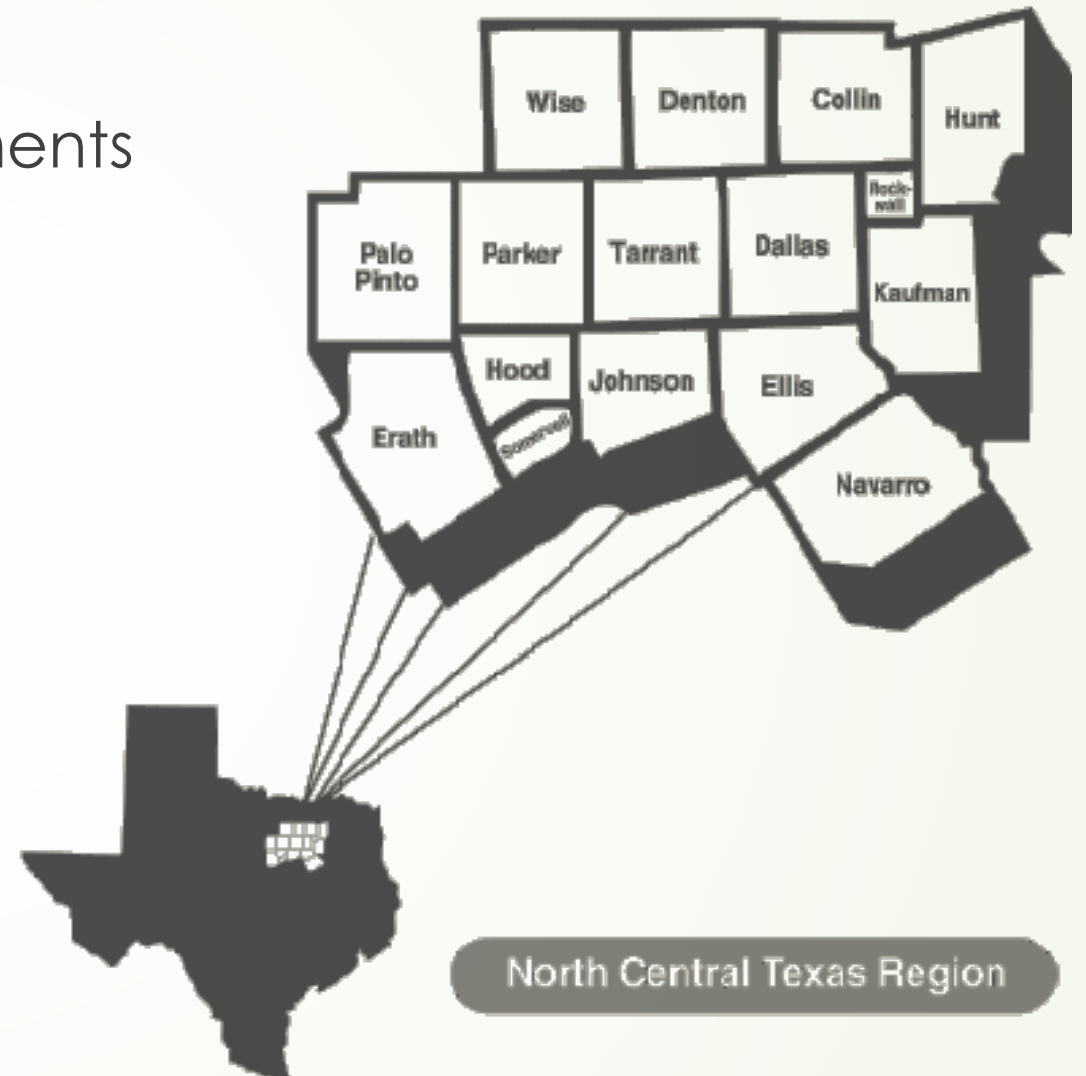 ments
Wise
Denton
Collin
Hunt
Rock-
wall
Palo
Pinto
Parker
Tarrant
Dallas
Kaufman
Hood
Johnson
Ellis
Erath
Somervell
Navarro
North Central Texas Region